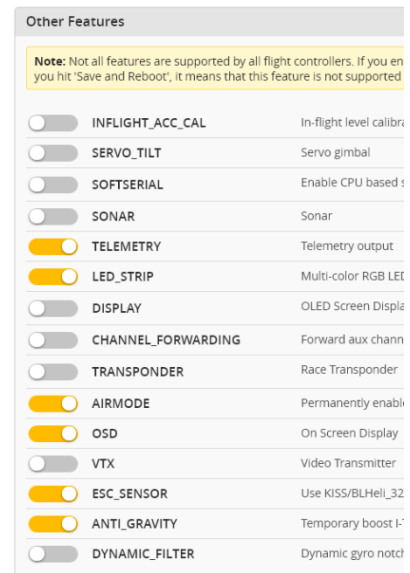 Other Features
Note: Not all features are supported by all flight controllers. If you en
you hit 'Save and Reboot', it means that this feature is not supported
INFLIGHT_ACC_CAL In-flight level calibra
SERVO_TILT Servo gimbal
SOFTSERIAL Enable CPU based s
SONAR Sonar
TELEMETRY Telemetry output
LED_STRIP Multi-color RGB LED
DISPLAY OLED Screen Displa
CHANNEL_FORWARDING Forward aux chann
TRANSPONDER Race Transponder
AIRMODE Permanently enable
OSD On Screen Display
VTX Video Transmitter
ESC_SENSOR Use KISS/BLHeli_32
ANTI_GRAVITY Temporary boost I-T
DYNAMIC_FILTER Dynamic gyro notch